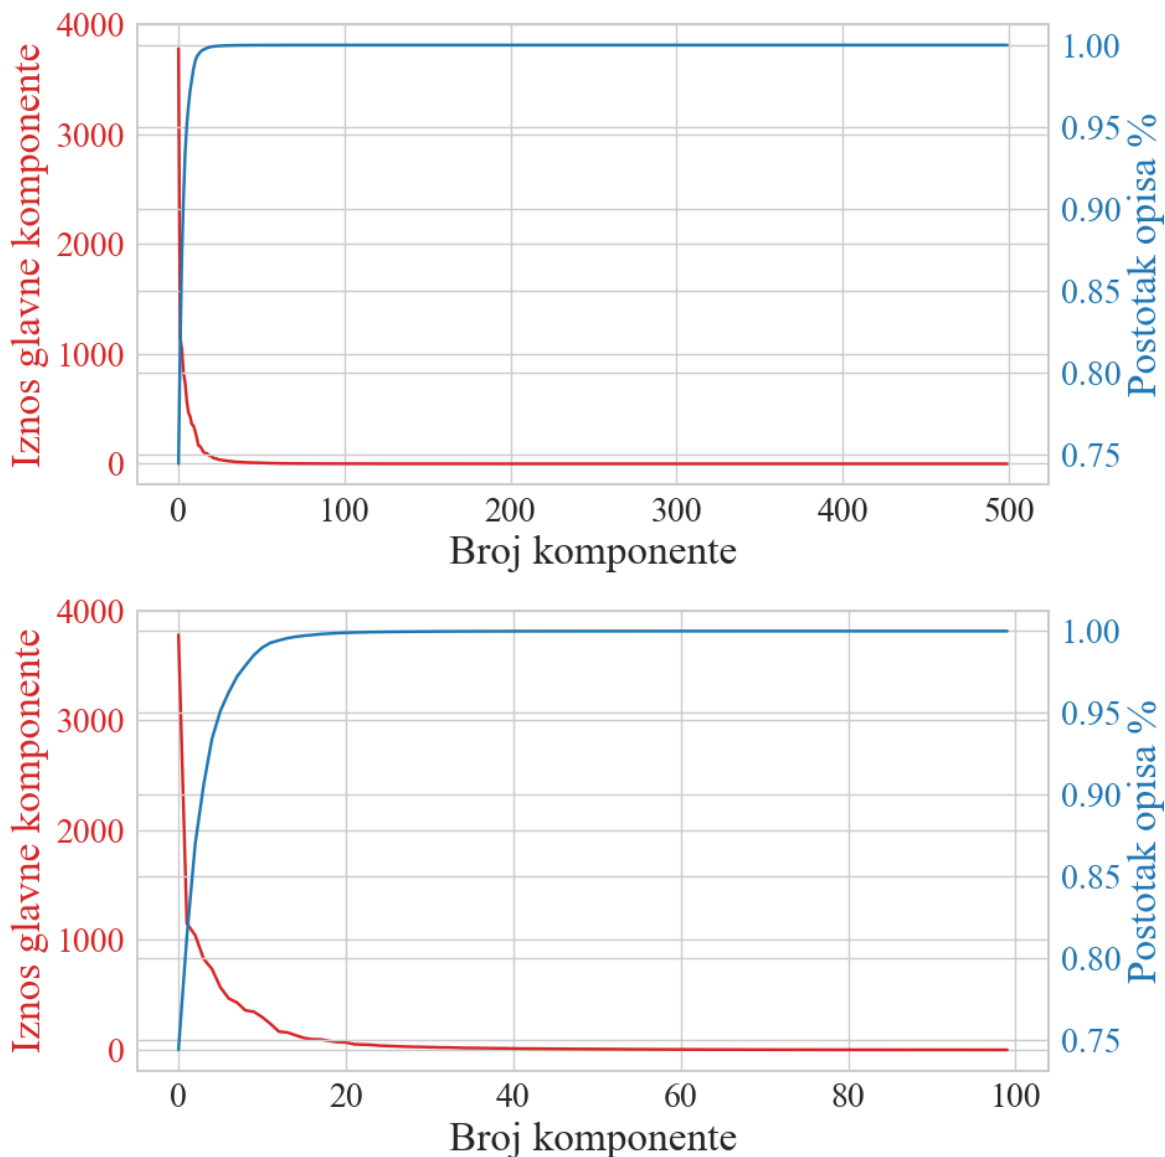 4000
3000
2000
1000
0
Iznos glavne komponente
1.00
0.95
0.90
0.85
0.80
0.75
Postotak opisa %
0 100 200 300 400 500
Broj komponente
4000
3000
2000
1000
0
Iznos glavne komponente
1.00
0.95
0.90
0.85
0.80
0.75
Postotak opisa %
0 20 40 60 80 100
Broj komponente